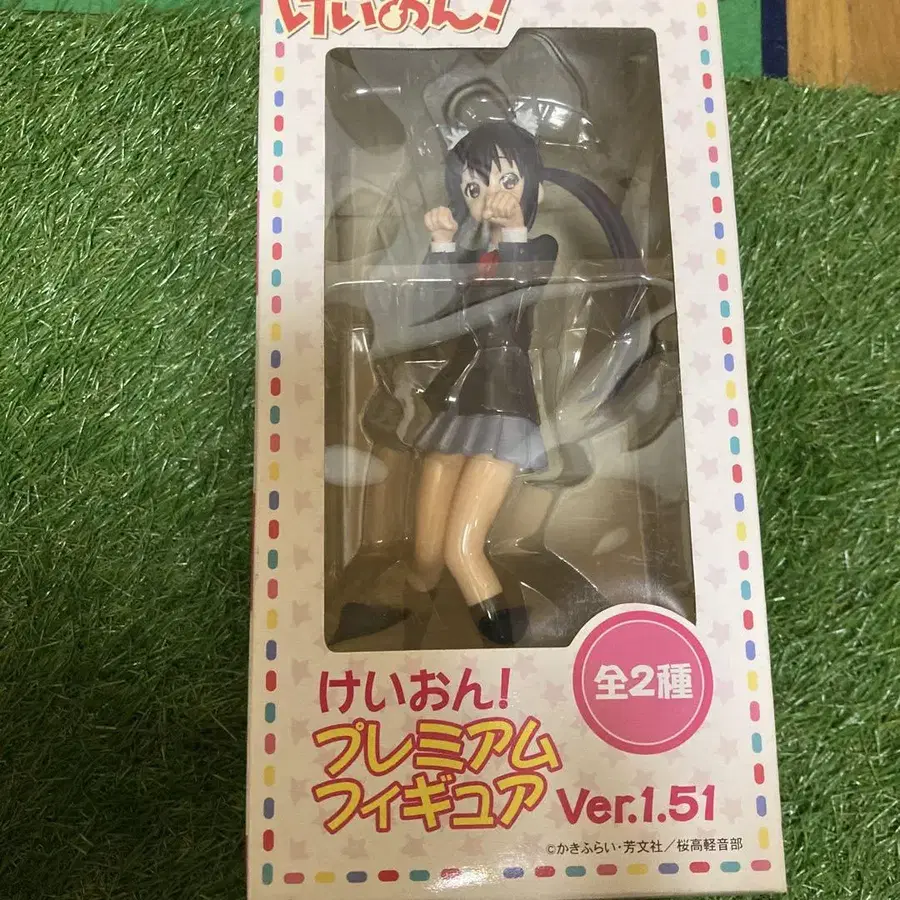 けいおん!
全2種
けいおん!
プレミアム
フィギュア Ver.1.51
©かきふらい・芳文社/桜高軽音部